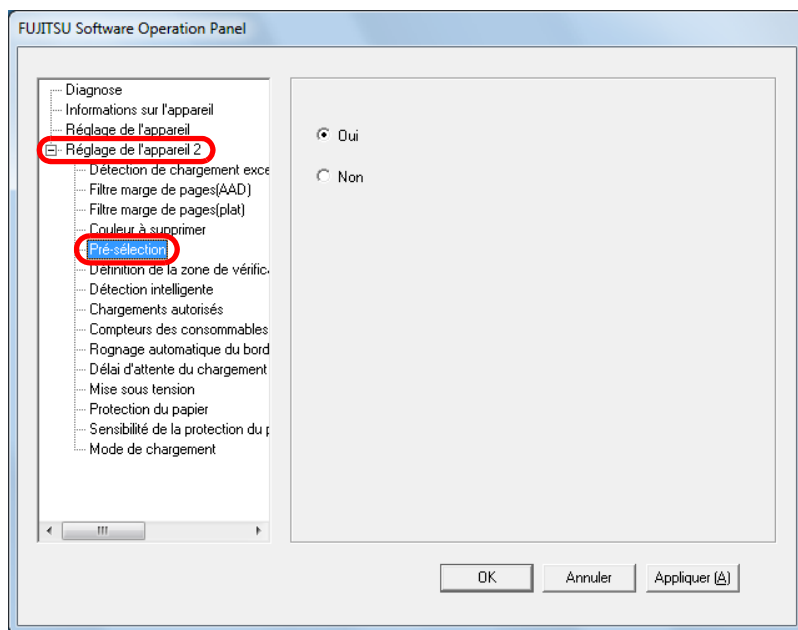 FUJITSU Software Operation Panel
Diagnose
Informations sur l'appareil
Réglage de l'appareil
Réglage de l'appareil 2
Détection de chargement exce
Filtre marge de pages(AAD)
Filtre marge de pages(plat)
Couleur à supprimer
Pré-sélection
Définition de la zone de vérific
Détection intelligente
Chargements autorisés
Compteurs des consommables
Rognage automatique du bord
Délai d'attente du chargement
Mise sous tension
Protection du papier
Sensibilité de la protection du p
Mode de chargement
Oui
Non
OK Annuler Appliquer (A)